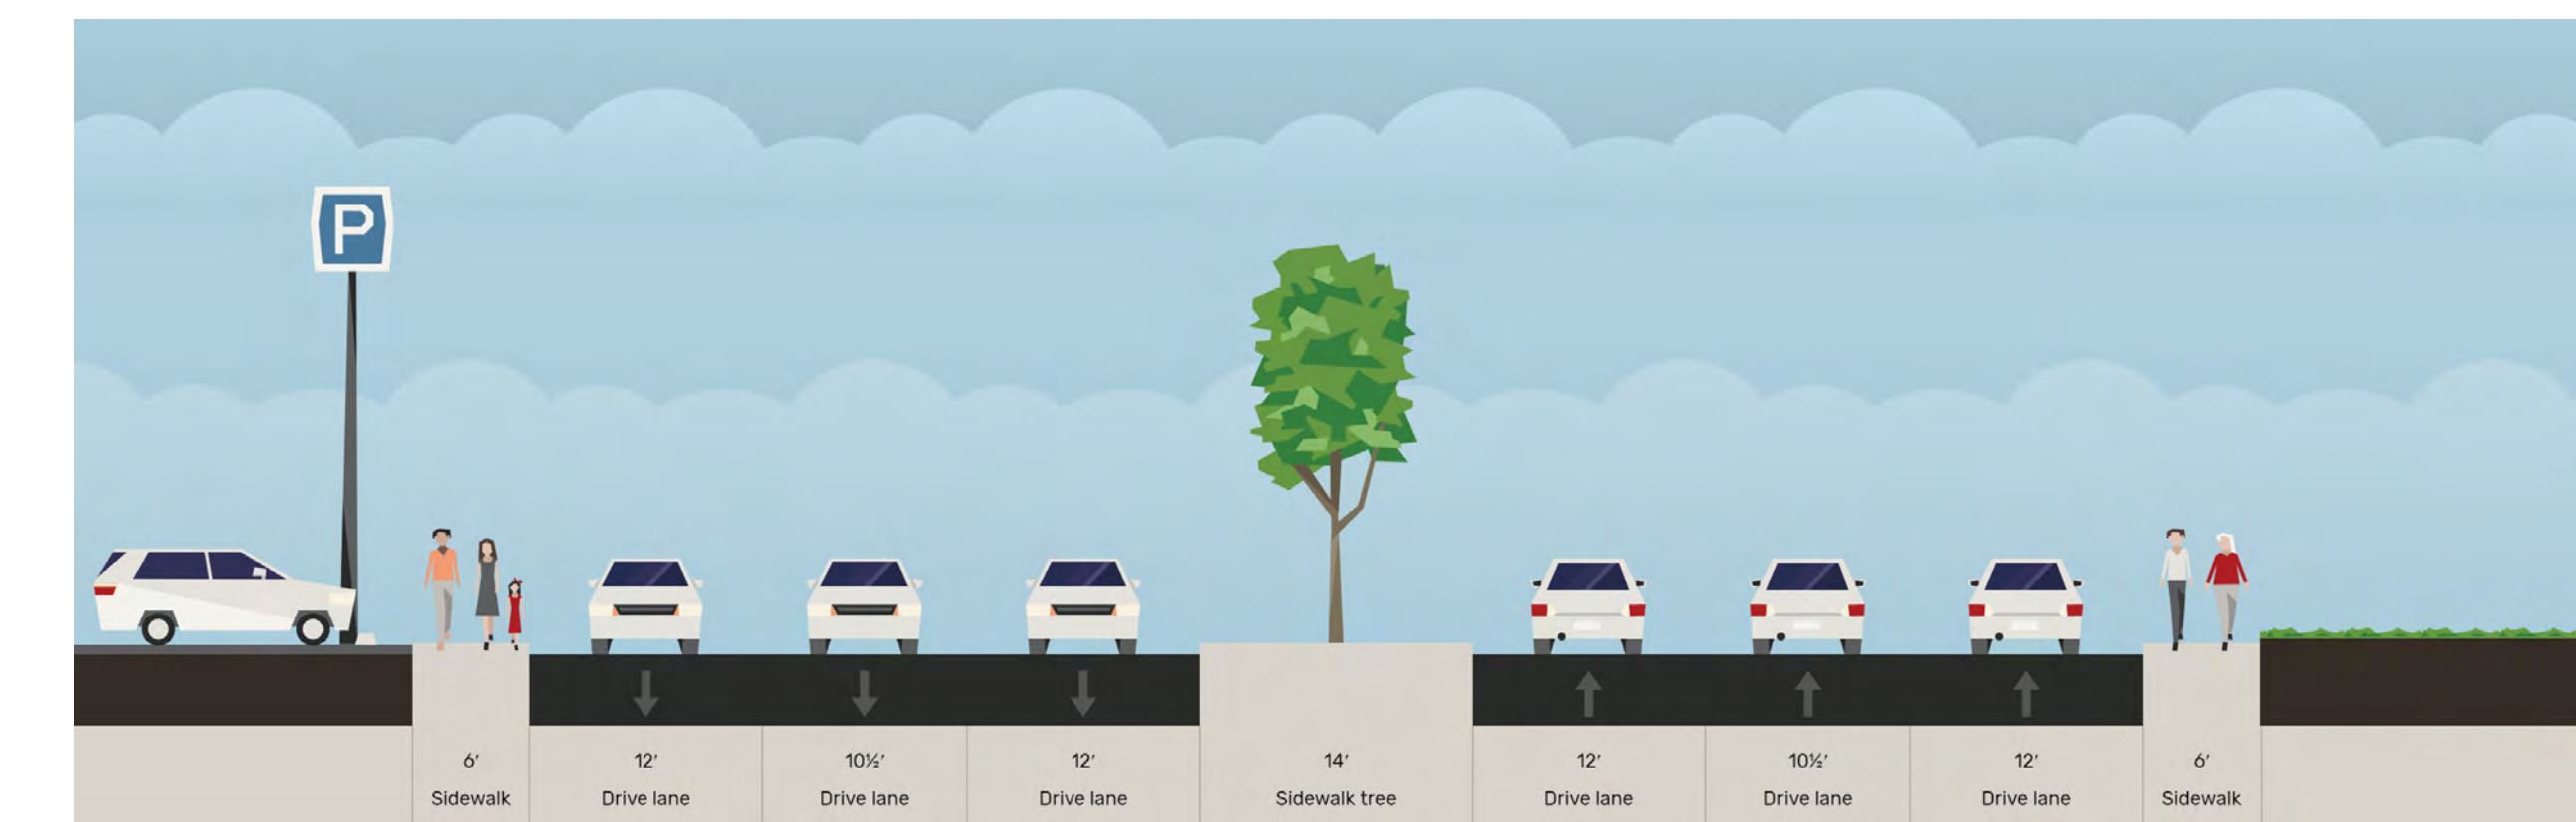 P
6′
Sidewalk
12′
Drive lane
10½′
Drive lane
12′
Drive lane
14′
Sidewalk tree
12′
Drive lane
10½′
Drive lane
12′
Drive lane
6′
Sidewalk